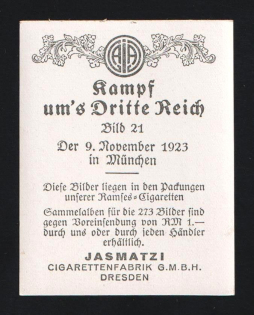 AJA
Kampf
um's Dritte Reich
Bild 21
Der 9. November 1923
in München
Diese Bilder liegen in den Packungen
unserer Ramses-Cigaretten
Sammelalben für die 273 Bilder sind
gegen Voreinsendung von RM 1.—
durch uns oder durch jeden Händler
erhältlich.
JASMATZI
CIGARETTENFABRIK G.M.B.H.
DRESDEN